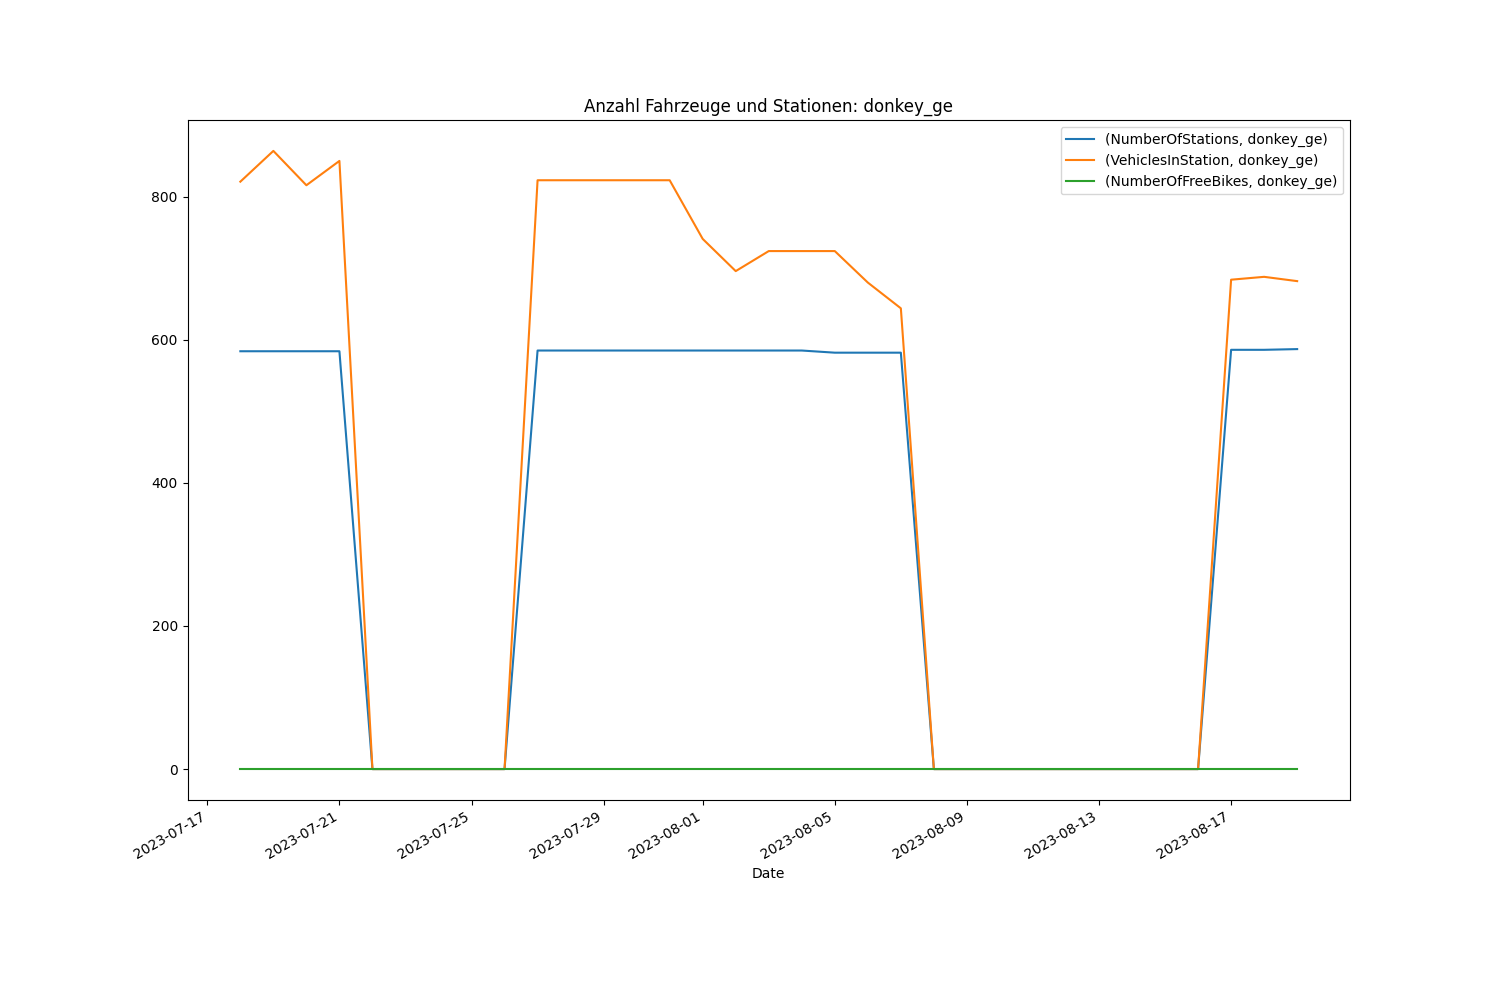 Anzahl Fahrzeuge und Stationen: donkey_ge
(NumberOfStations, donkey_ge)
(VehiclesInStation, donkey_ge)
(NumberOfFreeBikes, donkey_ge)
800
600
400
200
0
2023-07-17
2023-07-21
2023-07-25
2023-07-29
2023-08-01
2023-08-05
2023-08-09
2023-08-13
2023-08-17
Date